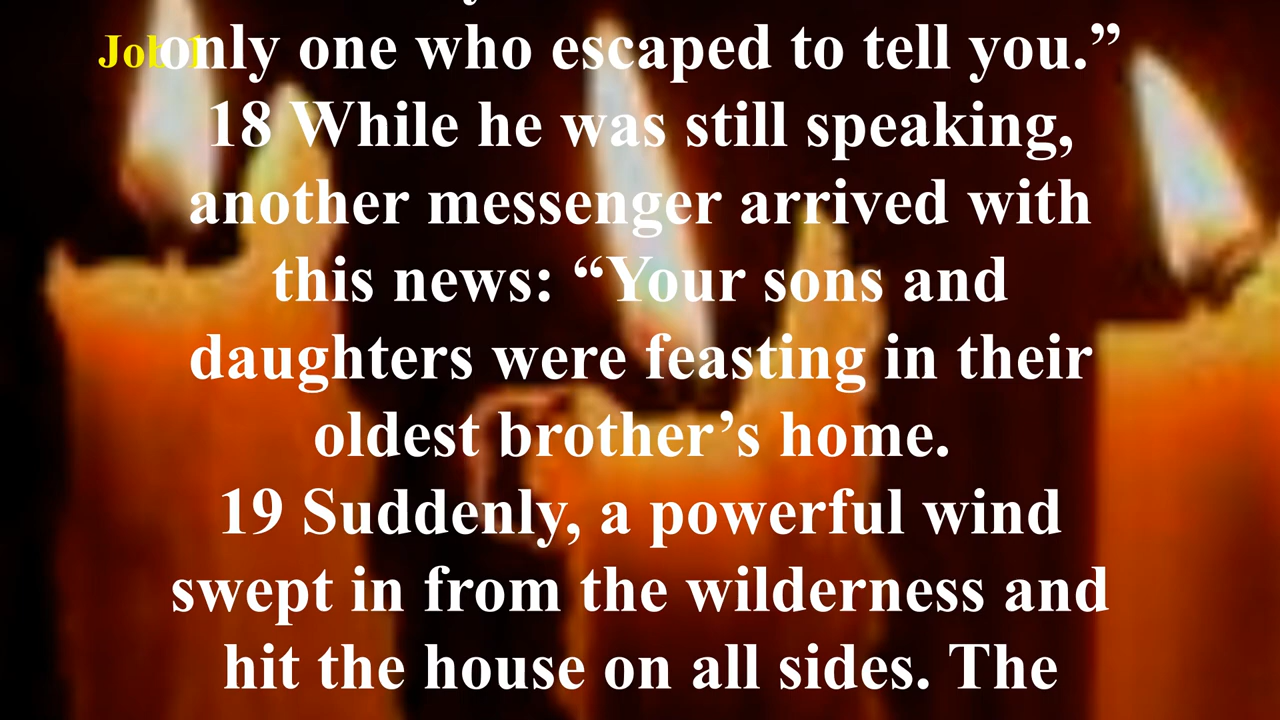 Job 1
only one who escaped to tell you.”
18 While he was still speaking,
another messenger arrived with
this news: “Your sons and
daughters were feasting in their
oldest brother’s home.
19 Suddenly, a powerful wind
swept in from the wilderness and
hit the house on all sides. The